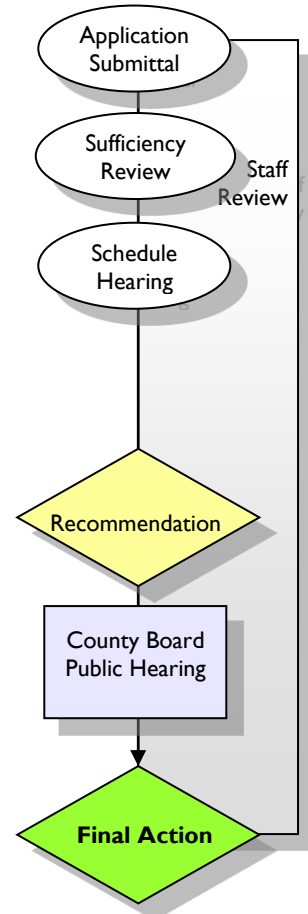 Application
Submittal
Sufficiency
Review
Staff
Review
Schedule
Hearing
Recommendation
County Board
Public Hearing
Final Action